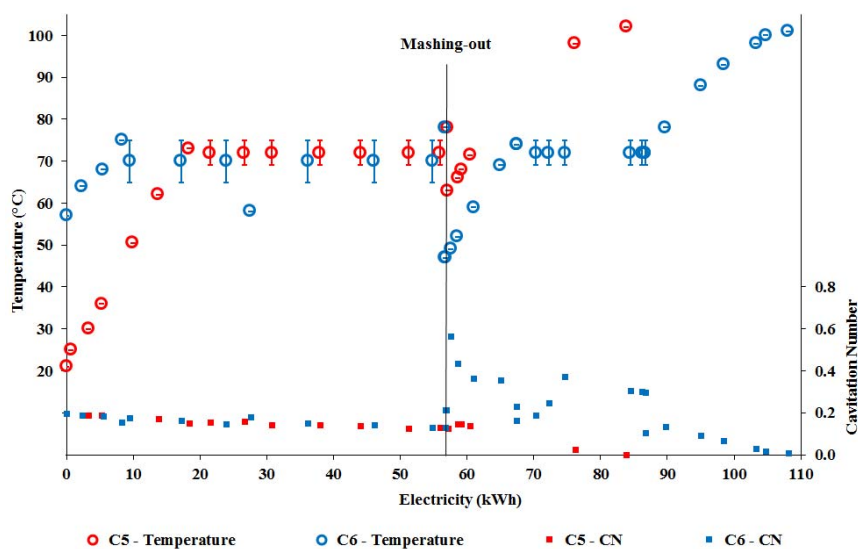 Mashing-out
100
90
80
70
60
50
40
30
20
Temperature (°C)
0.8
0.6
0.4
0.2
0.0
Cavitation Number
0 10 20 30 40 50 60 70 80 90 100 110
Electricity (kWh)
C5 - Temperature C6 - Temperature C5 - CN C6 - CN